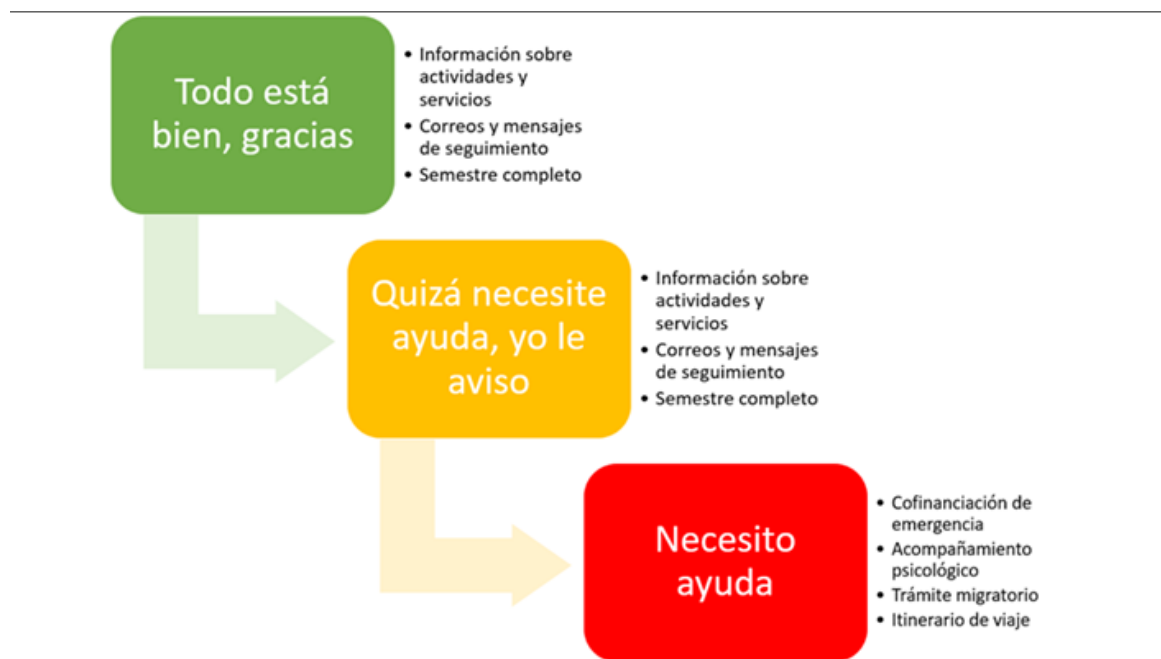 Todo está
bien, gracias
• Información sobre
actividades y
servicios
• Correos y mensajes
de seguimiento
• Semestre completo
Quizá necesite
ayuda, yo le
aviso
• Información sobre
actividades y
servicios
• Correos y mensajes
de seguimiento
• Semestre completo
Necesito
ayuda
• Cofinanciación de
emergencia
• Acompañamiento
psicológico
• Trámite migratorio
• Itinerario de viaje